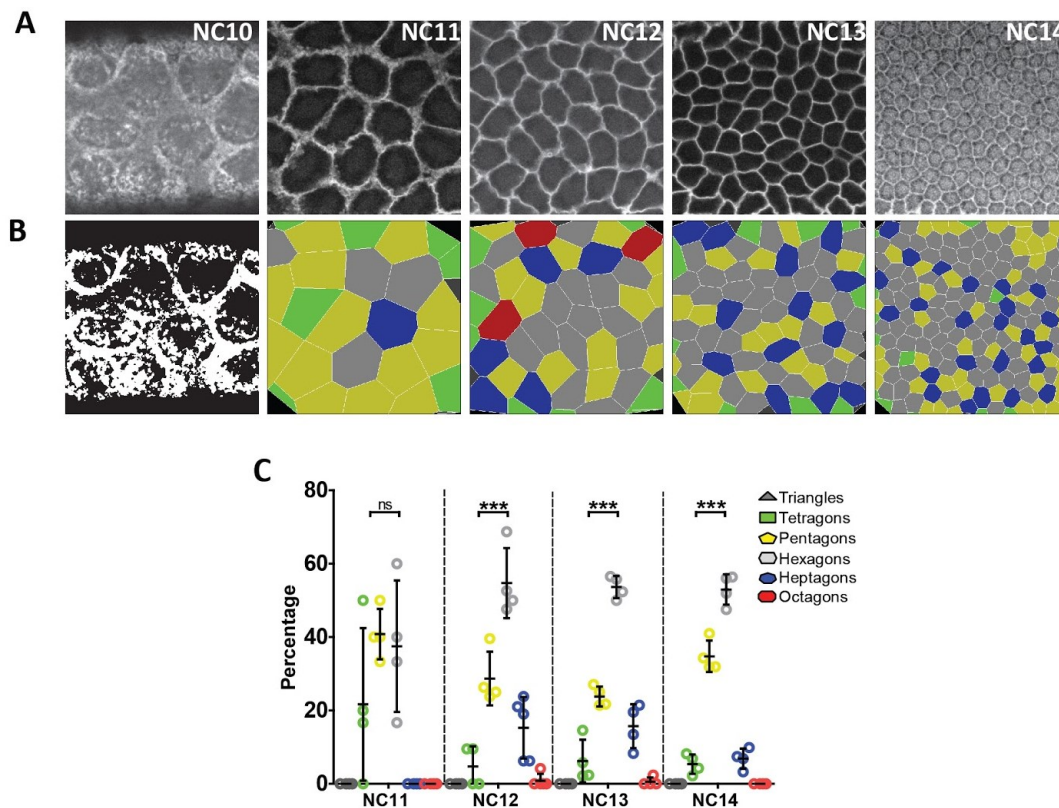 A
NC10 NC11 NC12 NC13 NC14
B
C
Percentage
80
60
40
20
0
ns *** *** ***
Triangles
Tetragons
Pentagons
Hexagons
Heptagons
Octagons
NC11 NC12 NC13 NC14